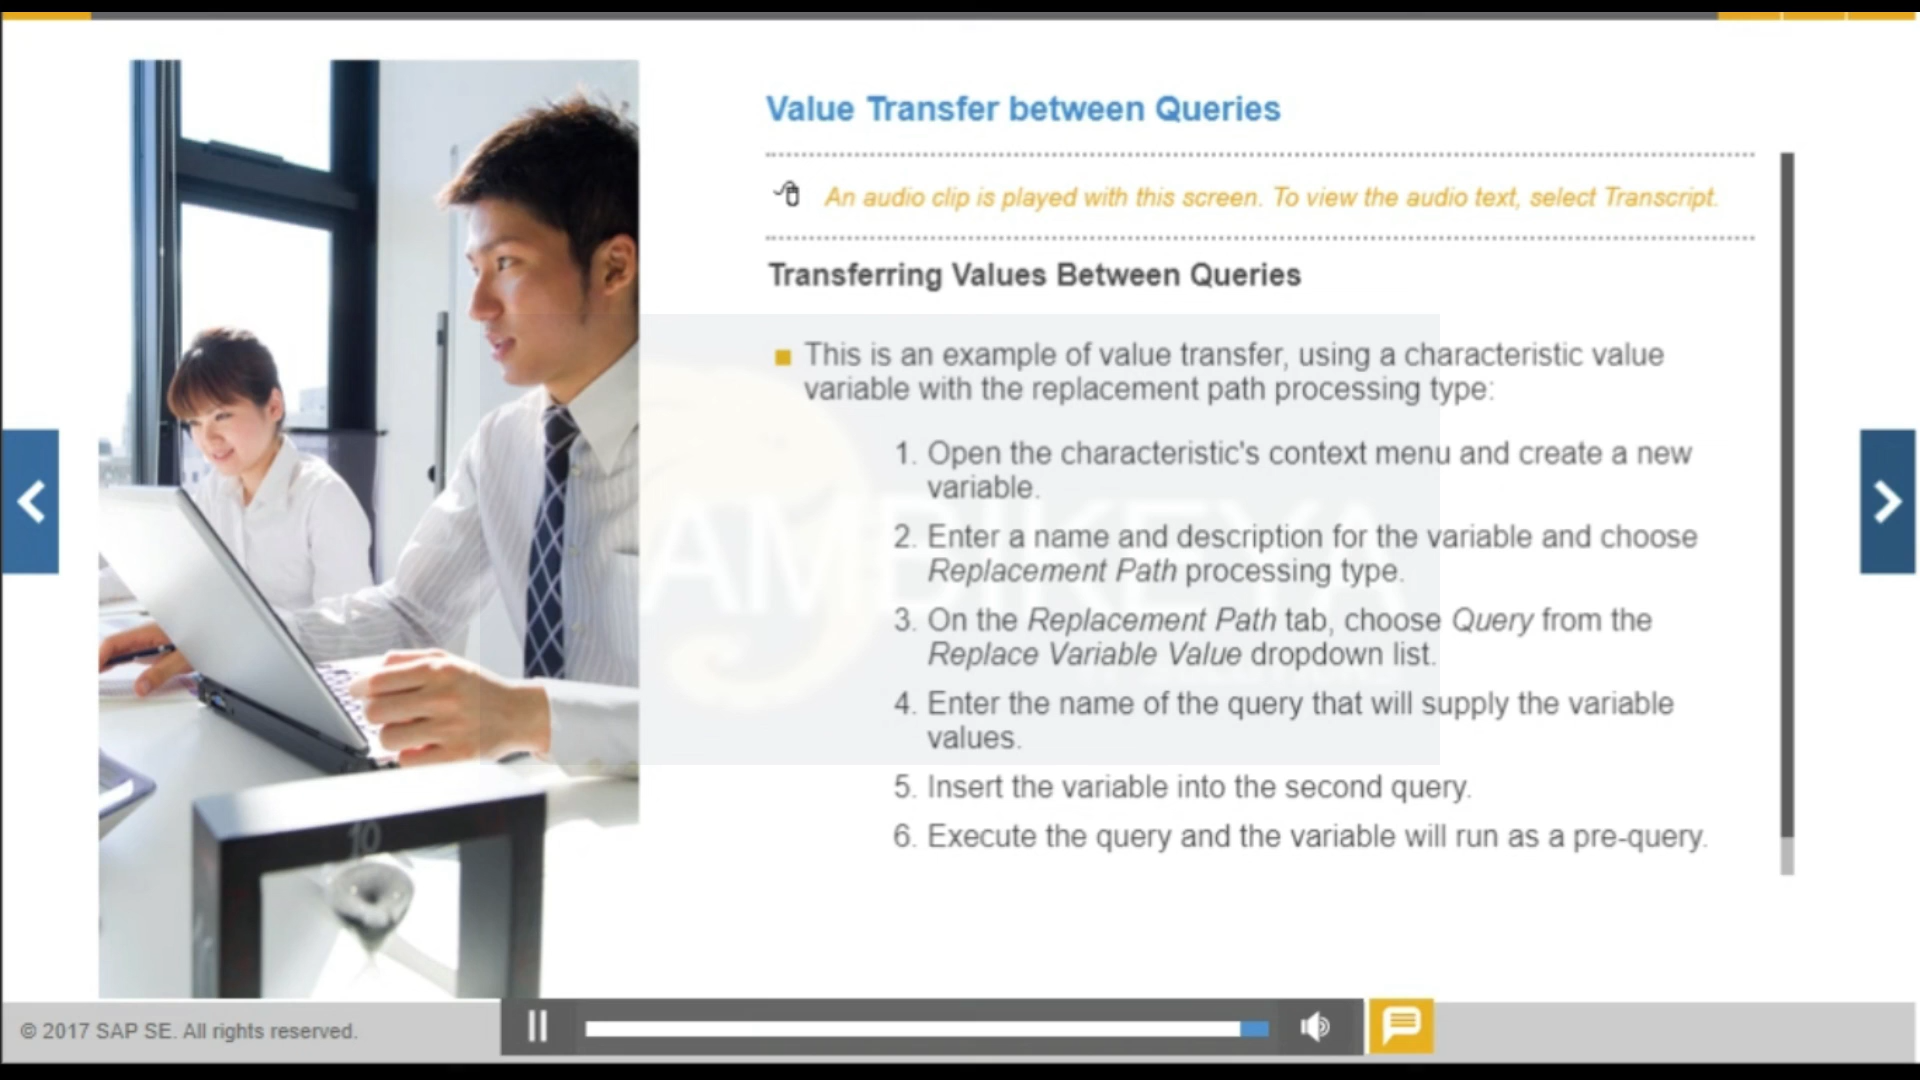 Value Transfer between Queries
An audio clip is played with this screen. To view the audio text, select Transcript.
Transferring Values Between Queries
This is an example of value transfer, using a characteristic value
variable with the replacement path processing type:
1. Open the characteristic's context menu and create a new
variable.
2. Enter a name and description for the variable and choose
Replacement Path processing type.
3. On the Replacement Path tab, choose Query from the
Replace Variable Value dropdown list.
4. Enter the name of the query that will supply the variable
values.
5. Insert the variable into the second query.
6. Execute the query and the variable will run as a pre-query.
AMBIKEYA
10
© 2017 SAP SE. All rights reserved.